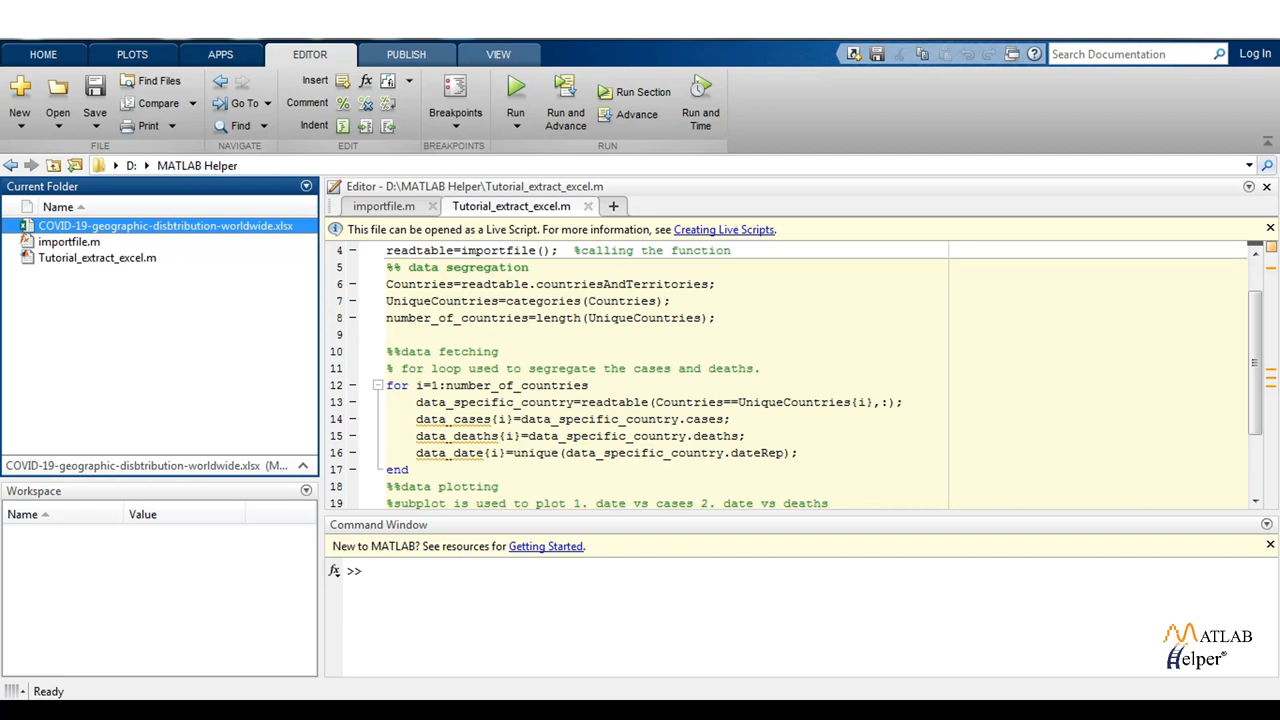 HOME PLOTS APPS EDITOR PUBLISH VIEW Search Documentation Log In
New Open Save Find Files Compare Print
Go To Find
Insert fx Comment Indent
Breakpoints Run Run and Advance Run Section Advance Run and Time
FILE NAVIGATE EDIT BREAKPOINTS RUN
D: MATLAB Helper
Current Folder
Name
COVID-19-geographic-disbtribution-worldwide.xlsx
importfile.m
Tutorial_extract_excel.m
COVID-19-geographic-disbtribution-worldwide.xlsx (M...
Workspace
Name Value
Editor - D:\MATLAB Helper\Tutorial_extract_excel.m
importfile.m Tutorial_extract_excel.m
This file can be opened as a Live Script. For more information, see Creating Live Scripts.
4 readtable=importfile(); %calling the function
5 %% data segregation
6 Countries=readtable.countriesAndTerritories;
7 UniqueCountries=categories(Countries);
8 number_of_countries=length(UniqueCountries);
9
10 %%data fetching
11 % for loop used to segregate the cases and deaths.
12 for i=1:number_of_countries
13 data_specific_country=readtable(Countries==UniqueCountries{i},:);
14 data_cases{i}=data_specific_country.cases;
15 data_deaths{i}=data_specific_country.deaths;
16 data_date{i}=unique(data_specific_country.dateRep);
17 end
18 %%data plotting
19 %subplot is used to plot 1. date vs cases 2. date vs deaths
Command Window
New to MATLAB? See resources for Getting Started.
fx >>
MATLAB
Helper®
Ready